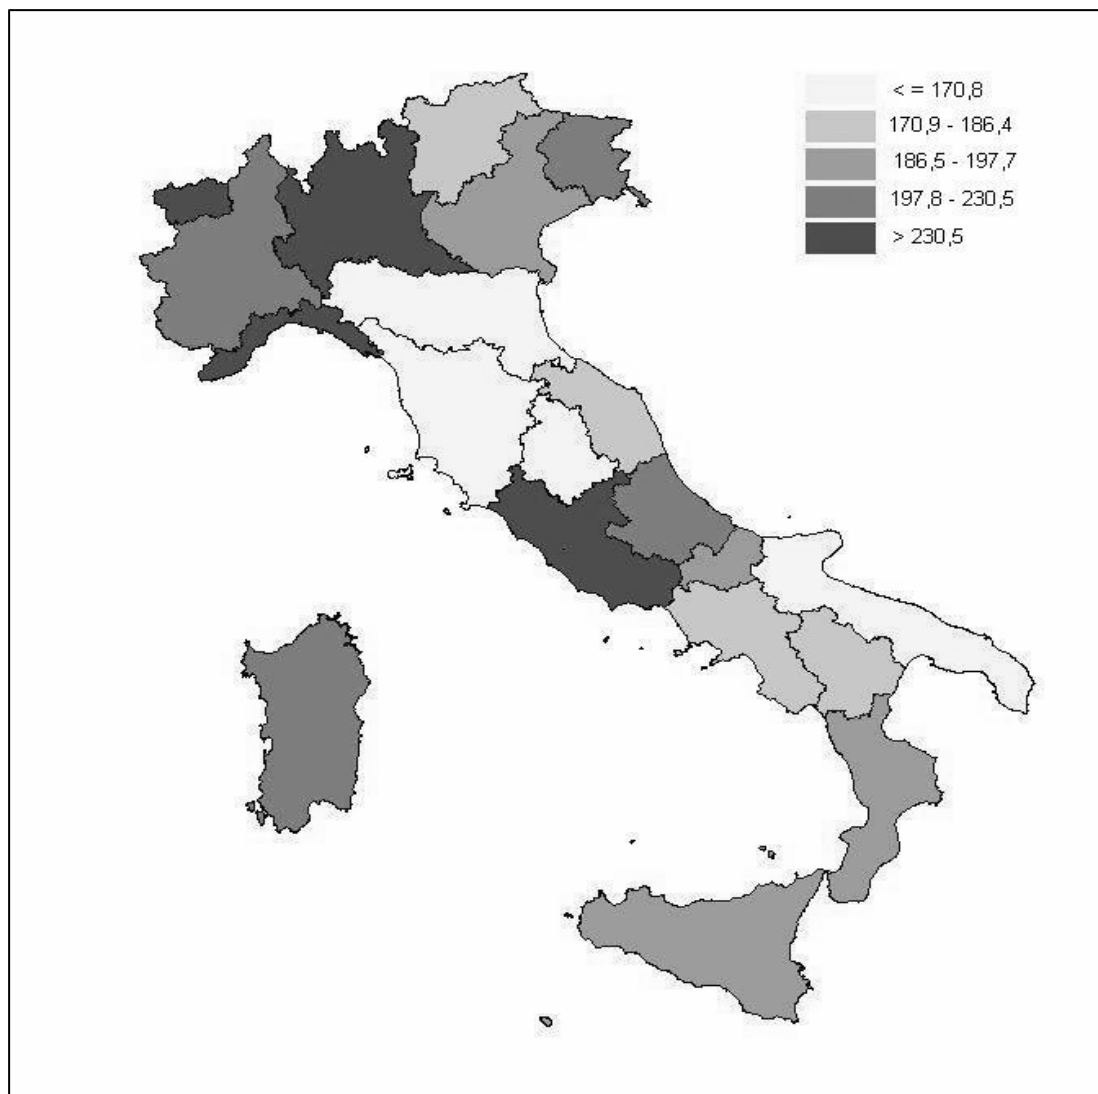 < = 170,8
170,9 - 186,4
186,5 - 197,7
197,8 - 230,5
> 230,5